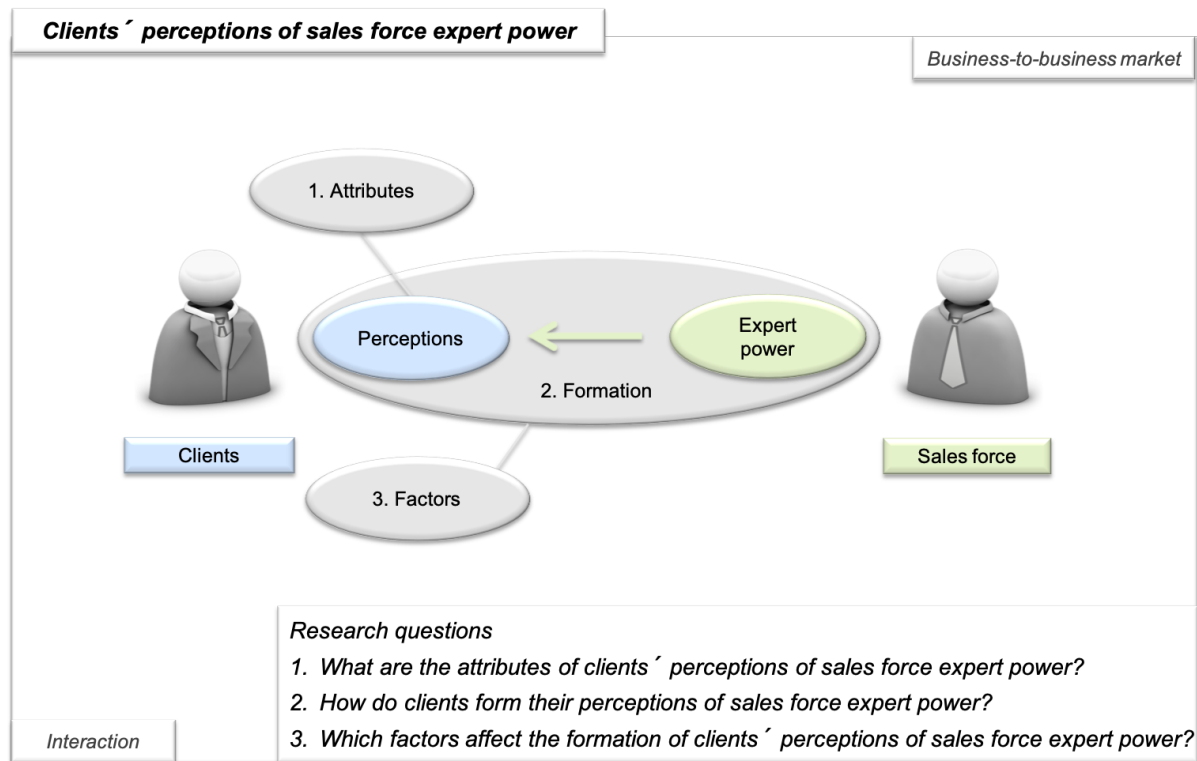 Clients´ perceptions of sales force expert power
Business-to-business market
1. Attributes
Perceptions
Expert
power
2. Formation
Clients
Sales force
3. Factors
Research questions
1. What are the attributes of clients´ perceptions of sales force expert power?
2. How do clients form their perceptions of sales force expert power?
3. Which factors affect the formation of clients´ perceptions of sales force expert power?
Interaction